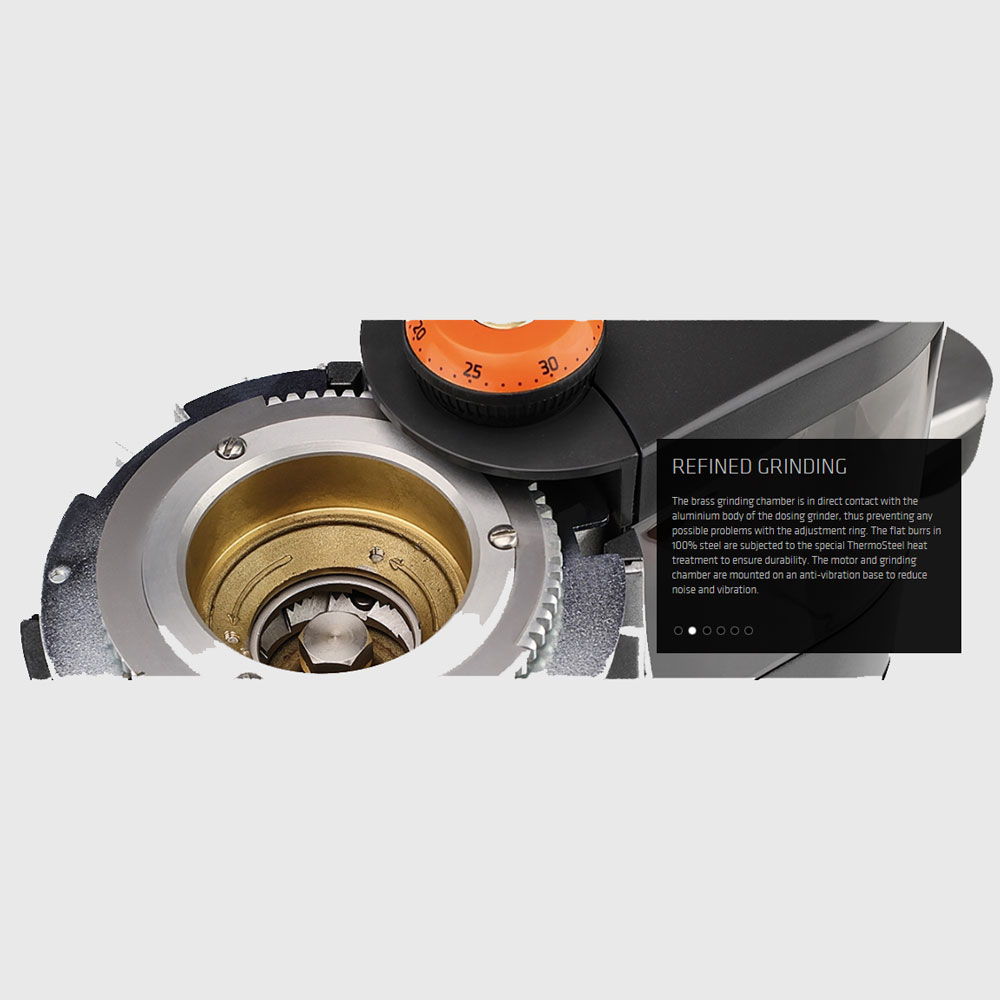 20
25
30
REFINED GRINDING
The brass grinding chamber is in direct contact with the
aluminium body of the dosing grinder, thus preventing any
possible problems with the adjustment ring. The flat burrs in
100% steel are subjected to the special ThermoSteel heat
treatment to ensure durability. The motor and grinding
chamber are mounted on an anti-vibration base to reduce
noise and vibration.